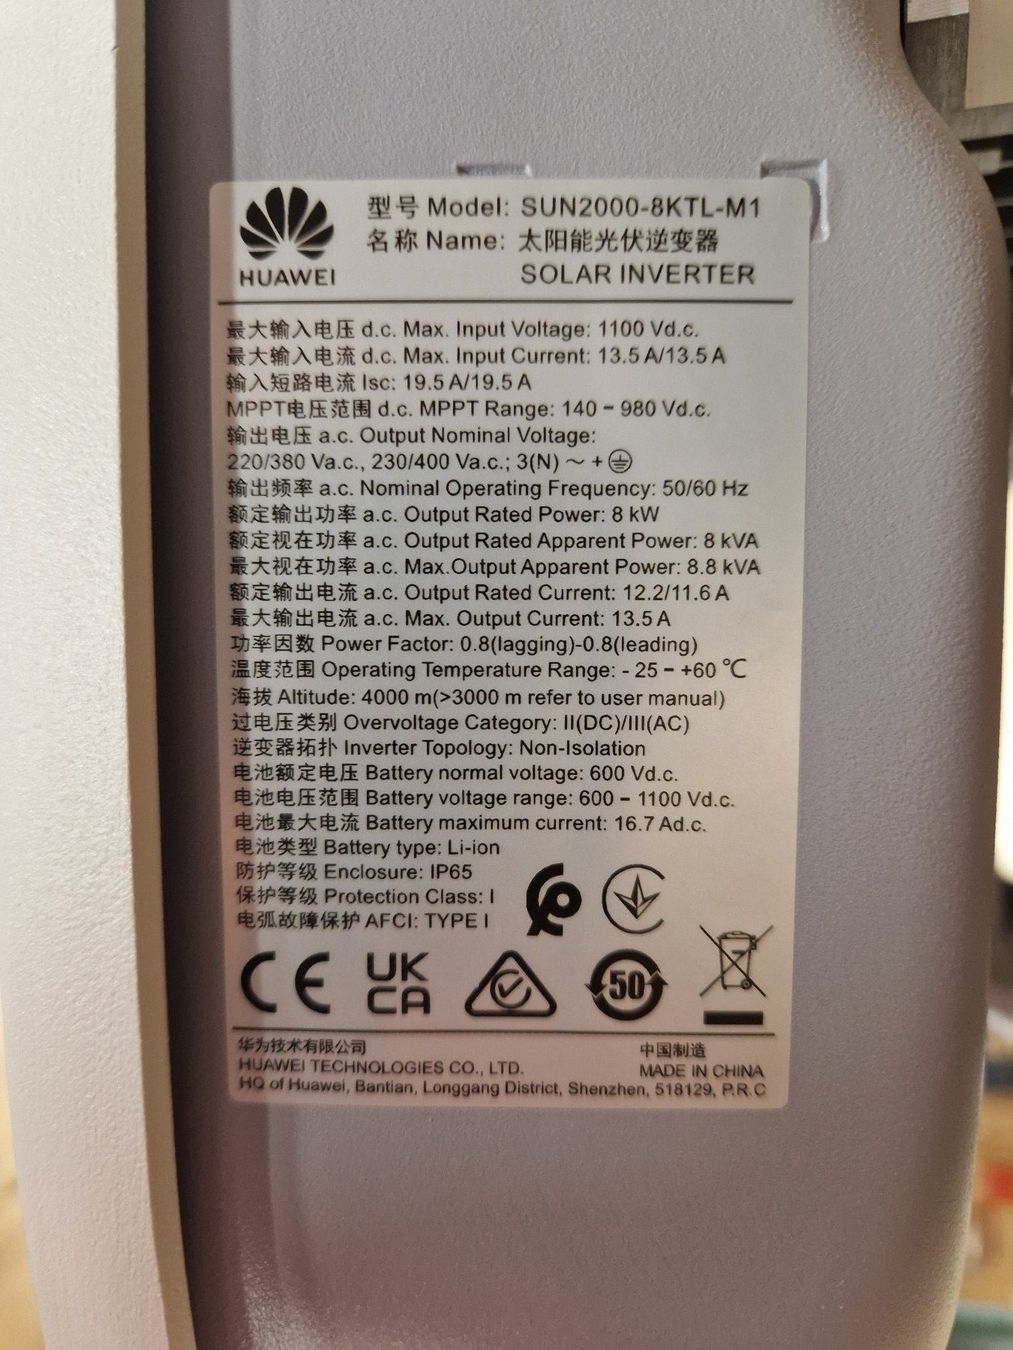 HUAWEI
型号 Model: SUN2000-8KTL-M1
名称 Name: 太阳能光伏逆变器
SOLAR INVERTER
最大输入电压 d.c. Max. Input Voltage: 1100 Vd.c.
最大输入电流 d.c. Max. Input Current: 13.5 A/13.5 A
输入短路电流 Isc: 19.5 A/19.5 A
MPPT电压范围 d.c. MPPT Range: 140 - 980 Vd.c.
输出电压 a.c. Output Nominal Voltage:
220/380 Va.c., 230/400 Va.c.; 3(N) ~ + ⏚
输出频率 a.c. Nominal Operating Frequency: 50/60 Hz
额定输出功率 a.c. Output Rated Power: 8 kW
额定视在功率 a.c. Output Rated Apparent Power: 8 kVA
最大视在功率 a.c. Max.Output Apparent Power: 8.8 kVA
额定输出电流 a.c. Output Rated Current: 12.2/11.6 A
最大输出电流 a.c. Max. Output Current: 13.5 A
功率因数 Power Factor: 0.8(lagging)-0.8(leading)
温度范围 Operating Temperature Range: - 25 - +60 ℃
海拔 Altitude: 4000 m(>3000 m refer to user manual)
过电压类别 Overvoltage Category: II(DC)/III(AC)
逆变器拓扑 Inverter Topology: Non-Isolation
电池额定电压 Battery normal voltage: 600 Vd.c.
电池电压范围 Battery voltage range: 600 - 1100 Vd.c.
电池最大电流 Battery maximum current: 16.7 Ad.c.
电池类型 Battery type: Li-ion
防护等级 Enclosure: IP65
保护等级 Protection Class: I
电弧故障保护 AFCI: TYPE I
CE
UK
CA
50
华为技术有限公司
HUAWEI TECHNOLOGIES CO., LTD.
HQ of Huawei, Bantian, Longgang District, Shenzhen, 518129, P.R.C
中国制造
MADE IN CHINA